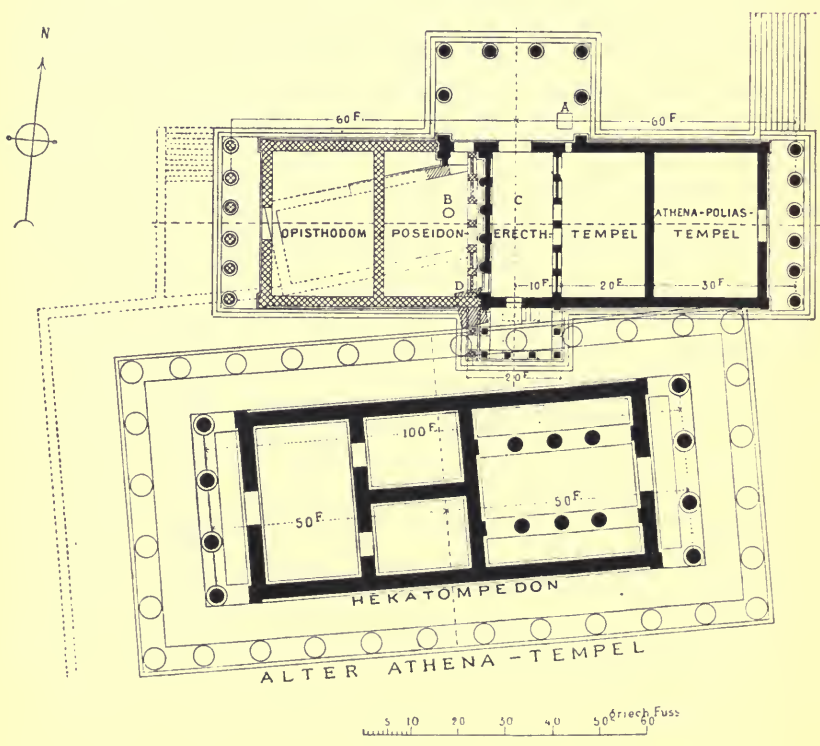 N
A
60 F.
60 F.
B
C
ATHENA-POLIAS-
OPISTHODOM
POSEIDON-
ERECTH.
TEMPEL
TEMPEL
D
10 F.
20 F.
30 F.
20 F.
100 F.
50 F.
50 F.
HEKATOMPEDON
ALTER ATHENA-TEMPEL
5 10 20 30 40 50 60
Griech Fuss